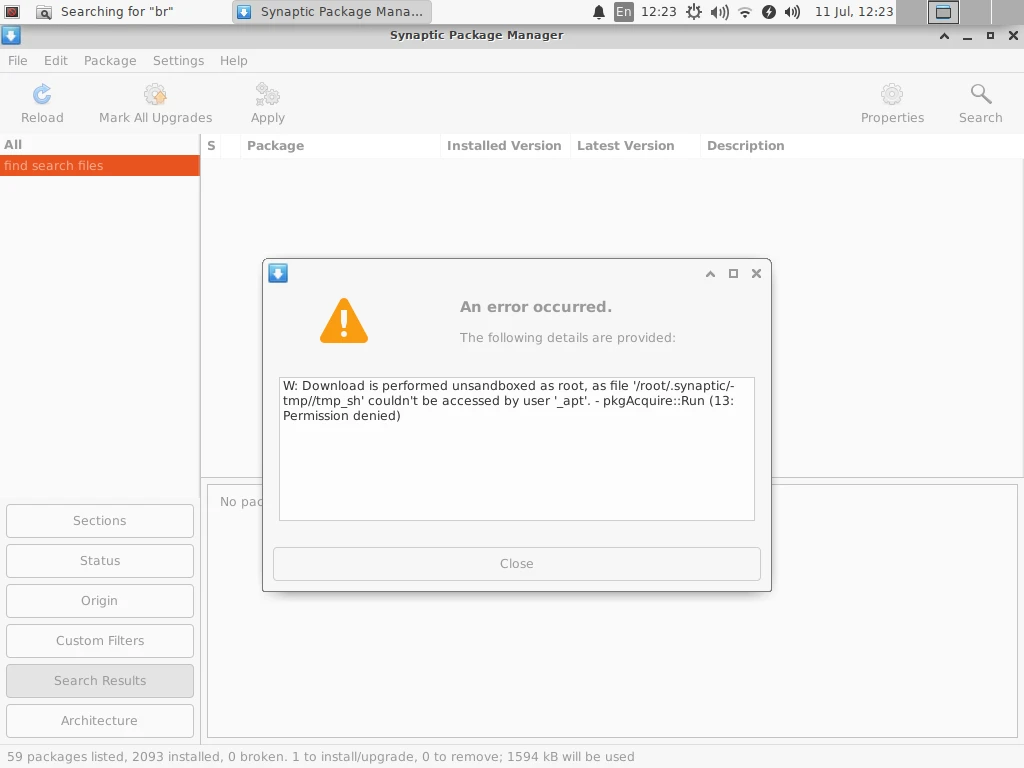 Searching for "br"
Synaptic Package Mana...
En
12:23
11 Jul, 12:23
Synaptic Package Manager
File Edit Package Settings Help
Reload
Mark All Upgrades
Apply
Properties
Search
All
find search files
S Package Installed Version Latest Version Description
An error occurred.
The following details are provided:
W: Download is performed unsandboxed as root, as file '/root/.synaptic/-
tmp//tmp_sh' couldn't be accessed by user '_apt'. - pkgAcquire::Run (13:
Permission denied)
Close
No pac
Sections
Status
Origin
Custom Filters
Search Results
Architecture
59 packages listed, 2093 installed, 0 broken. 1 to install/upgrade, 0 to remove; 1594 kB will be used